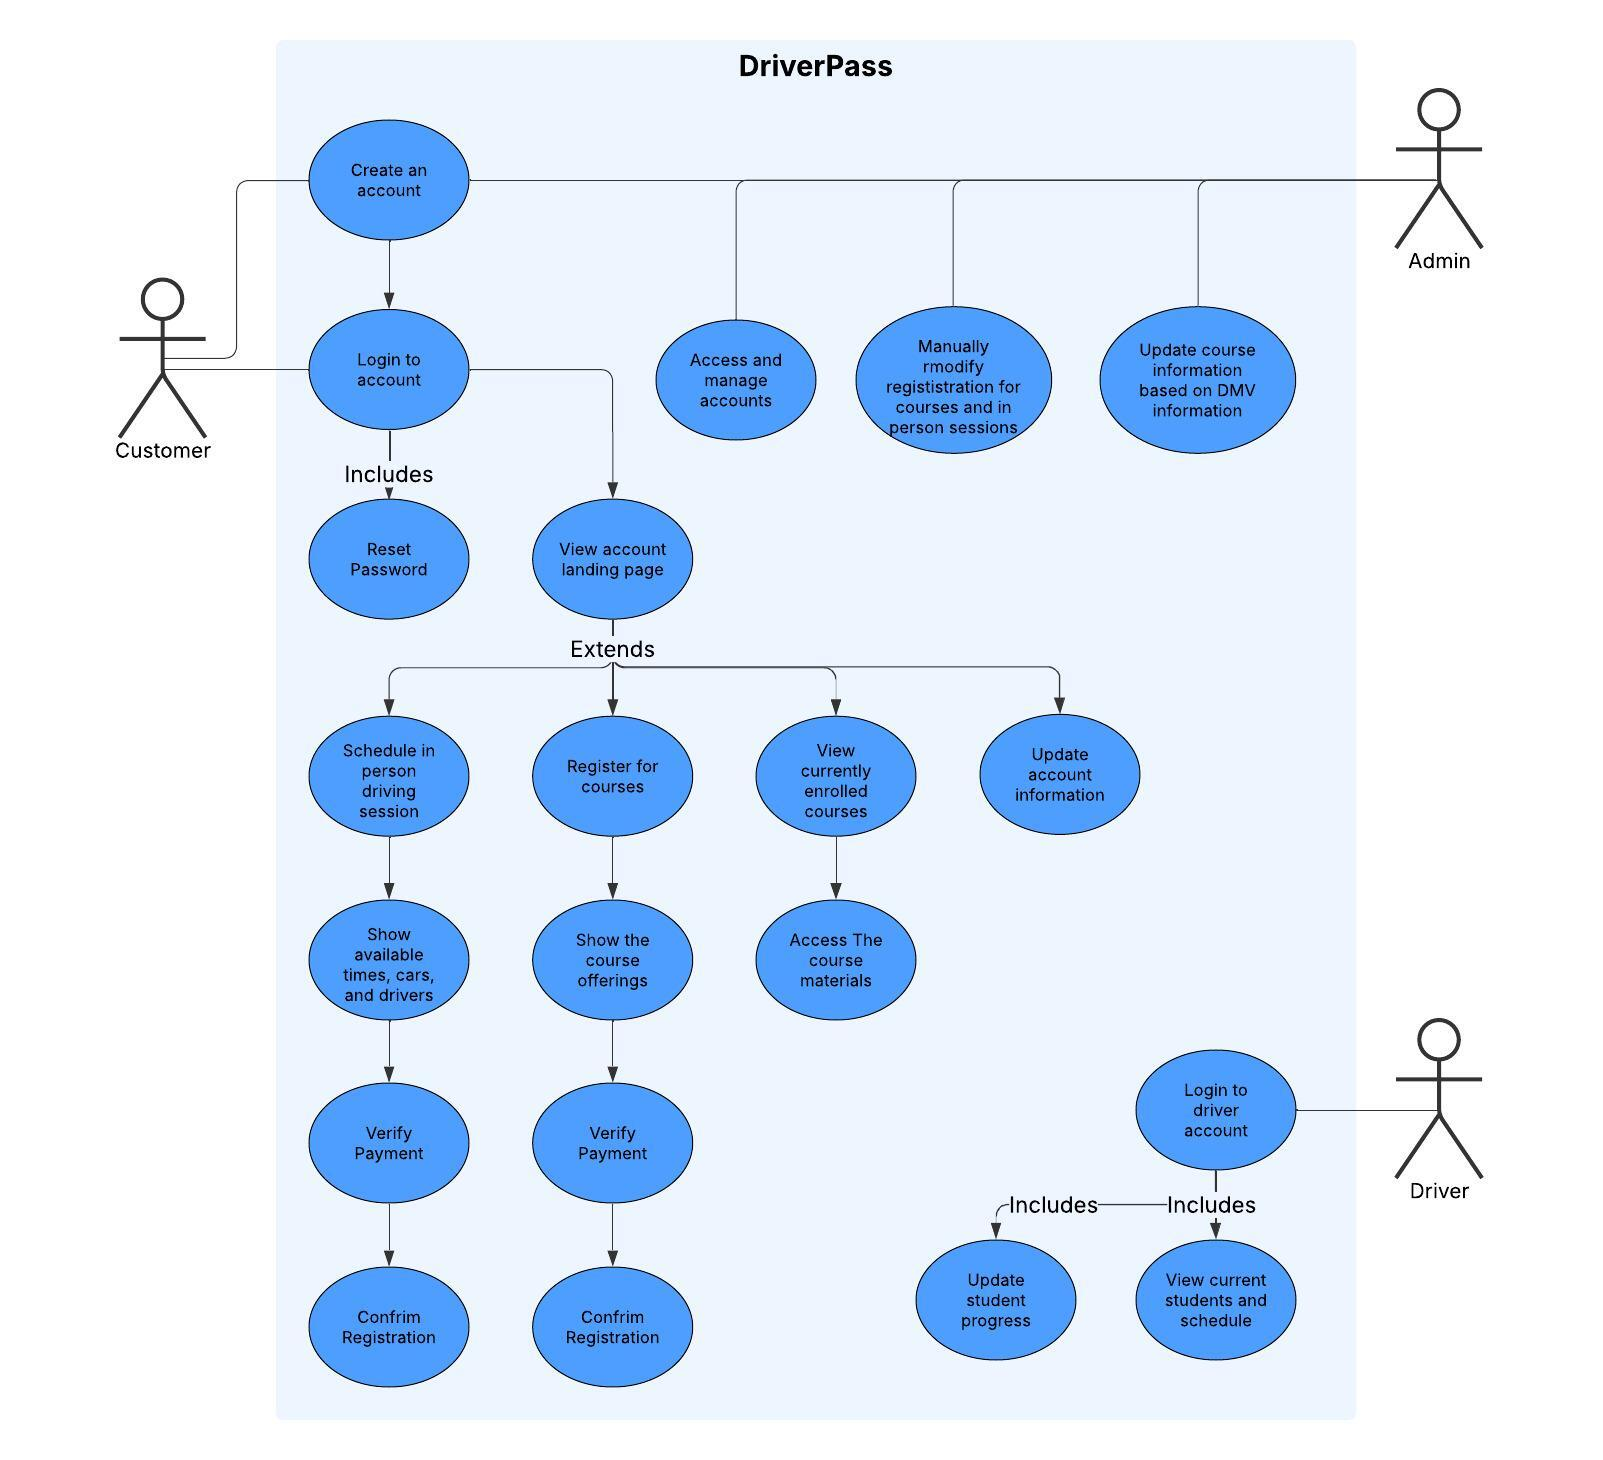 DriverPass
Create an
account
Admin
Customer
Login to
account
Access and
manage
accounts
Manually
rmodify
regististration for
courses and in
person sessions
Update course
information
based on DMV
information
Includes
Reset
Password
View account
landing page
Extends
Schedule in
person
driving
session
Register for
courses
View
currently
enrolled
courses
Update
account
information
Show
available
times, cars,
and drivers
Show the
course
offerings
Access The
course
materials
Verify
Payment
Verify
Payment
Login to
driver
account
Driver
Includes
Includes
Confrim
Registration
Confrim
Registration
Update
student
progress
View current
students and
schedule